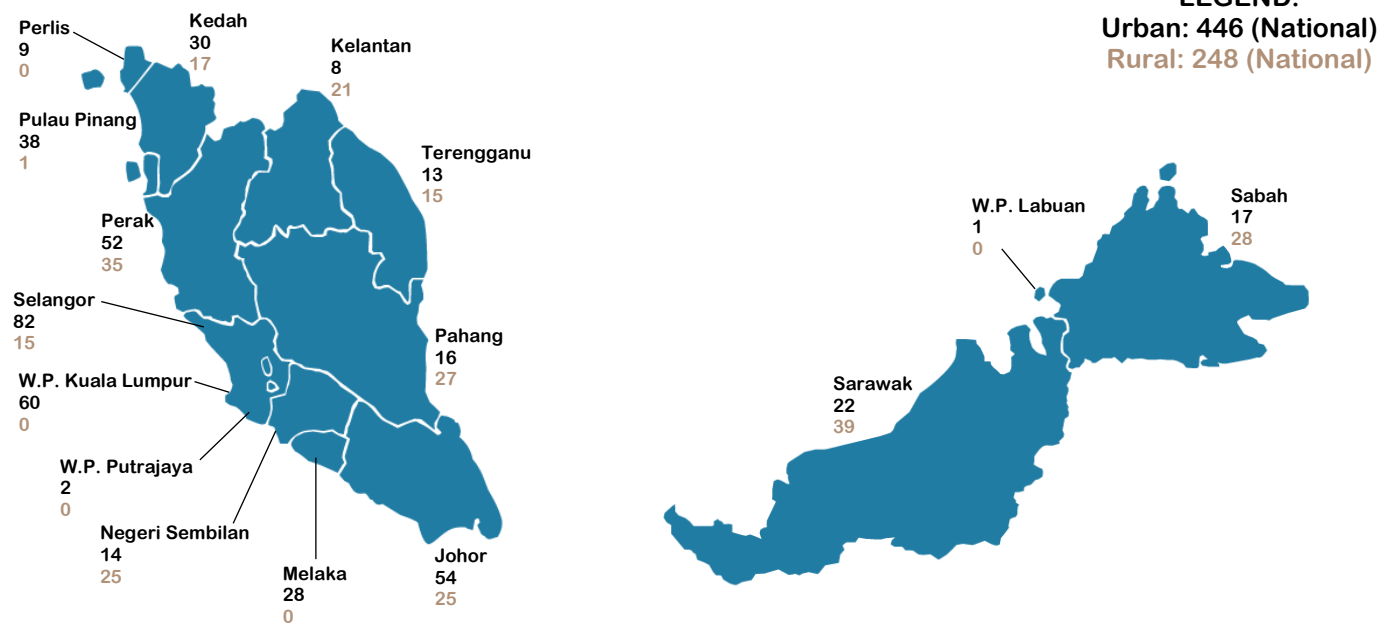 LEGEND:
Urban: 446 (National)
Rural: 248 (National)
Perlis
9
0
Kedah
30
17
Kelantan
8
21
Pulau Pinang
38
1
Terengganu
13
15
Perak
52
35
Selangor
82
15
Pahang
16
27
W.P. Kuala Lumpur
60
0
W.P. Putrajaya
2
0
Negeri Sembilan
14
25
Melaka
28
0
Johor
54
25
W.P. Labuan
1
0
Sabah
17
28
Sarawak
22
39